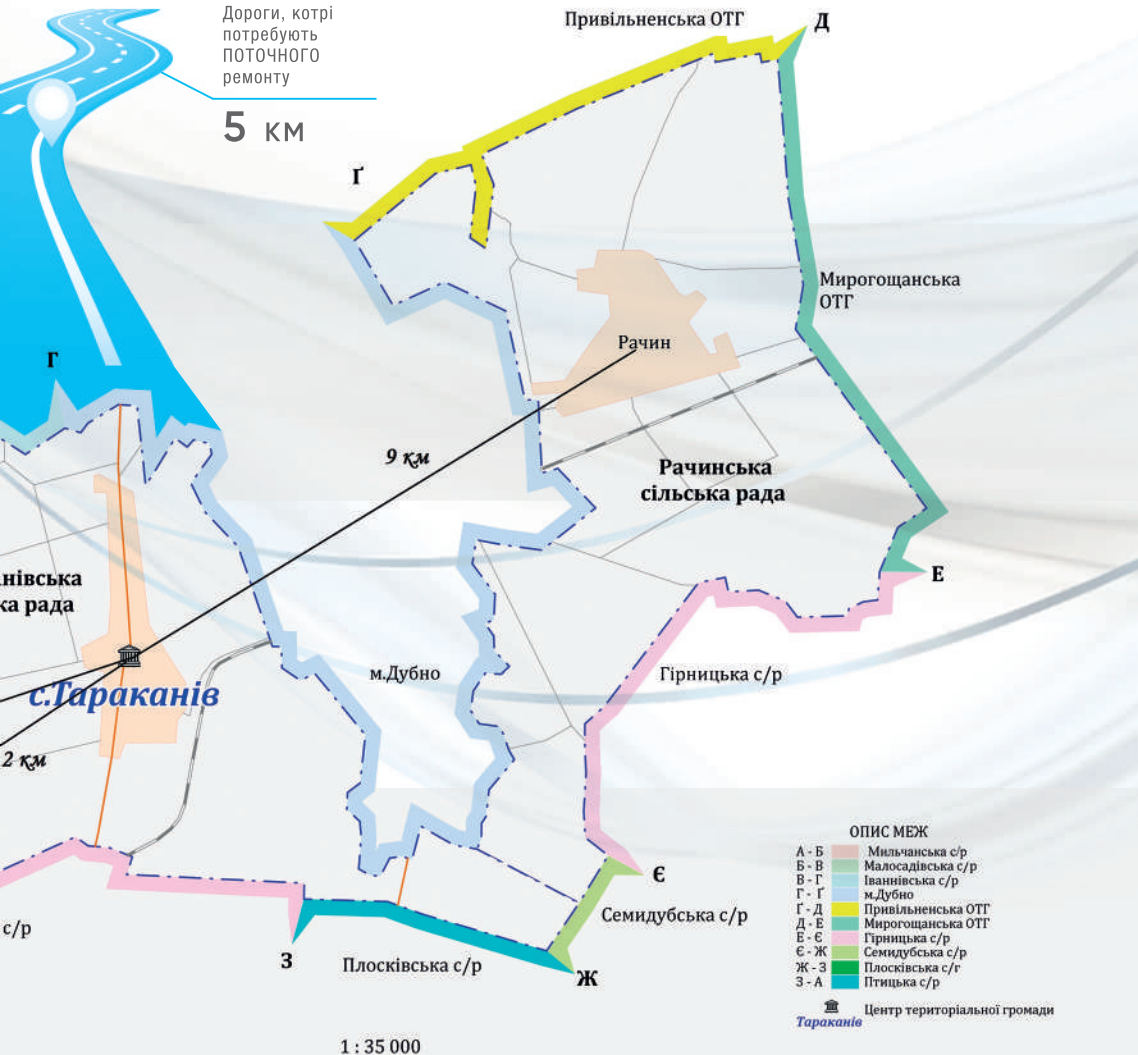 Дороги, котрі
потребують
ПОТОЧНОГО
ремонту
5 км
Привільненська ОТГ
Д
Ґ
Мирогощанська
ОТГ
Г
Рачин
9 км
Рачинська
сільська рада
Е
нівська
ка рада
с.Тараканів
м.Дубно
Гірницька с/р
2 км
Є
Семидубська с/р
с/р
З
Плосківська с/р
Ж
1 : 35 000
ОПИС МЕЖ
А - Б Мильчанська с/р
Б - В Малосадівська с/р
В - Г Іваннівська с/р
Г - Ґ м.Дубно
Ґ - Д Привільненська ОТГ
Д - Е Мирогощанська ОТГ
Е - Є Гірницька с/р
Є - Ж Семидубська с/р
Ж - З Плосківська с/г
З - А Птицька с/р
Центр територіальної громади
Тараканів